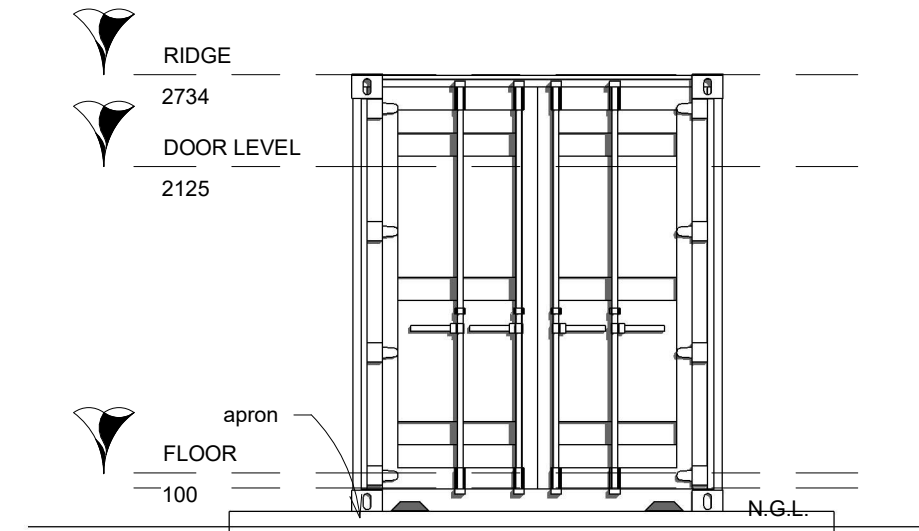 RIDGE
2734
DOOR LEVEL
2125
apron
FLOOR
100
N.G.L.